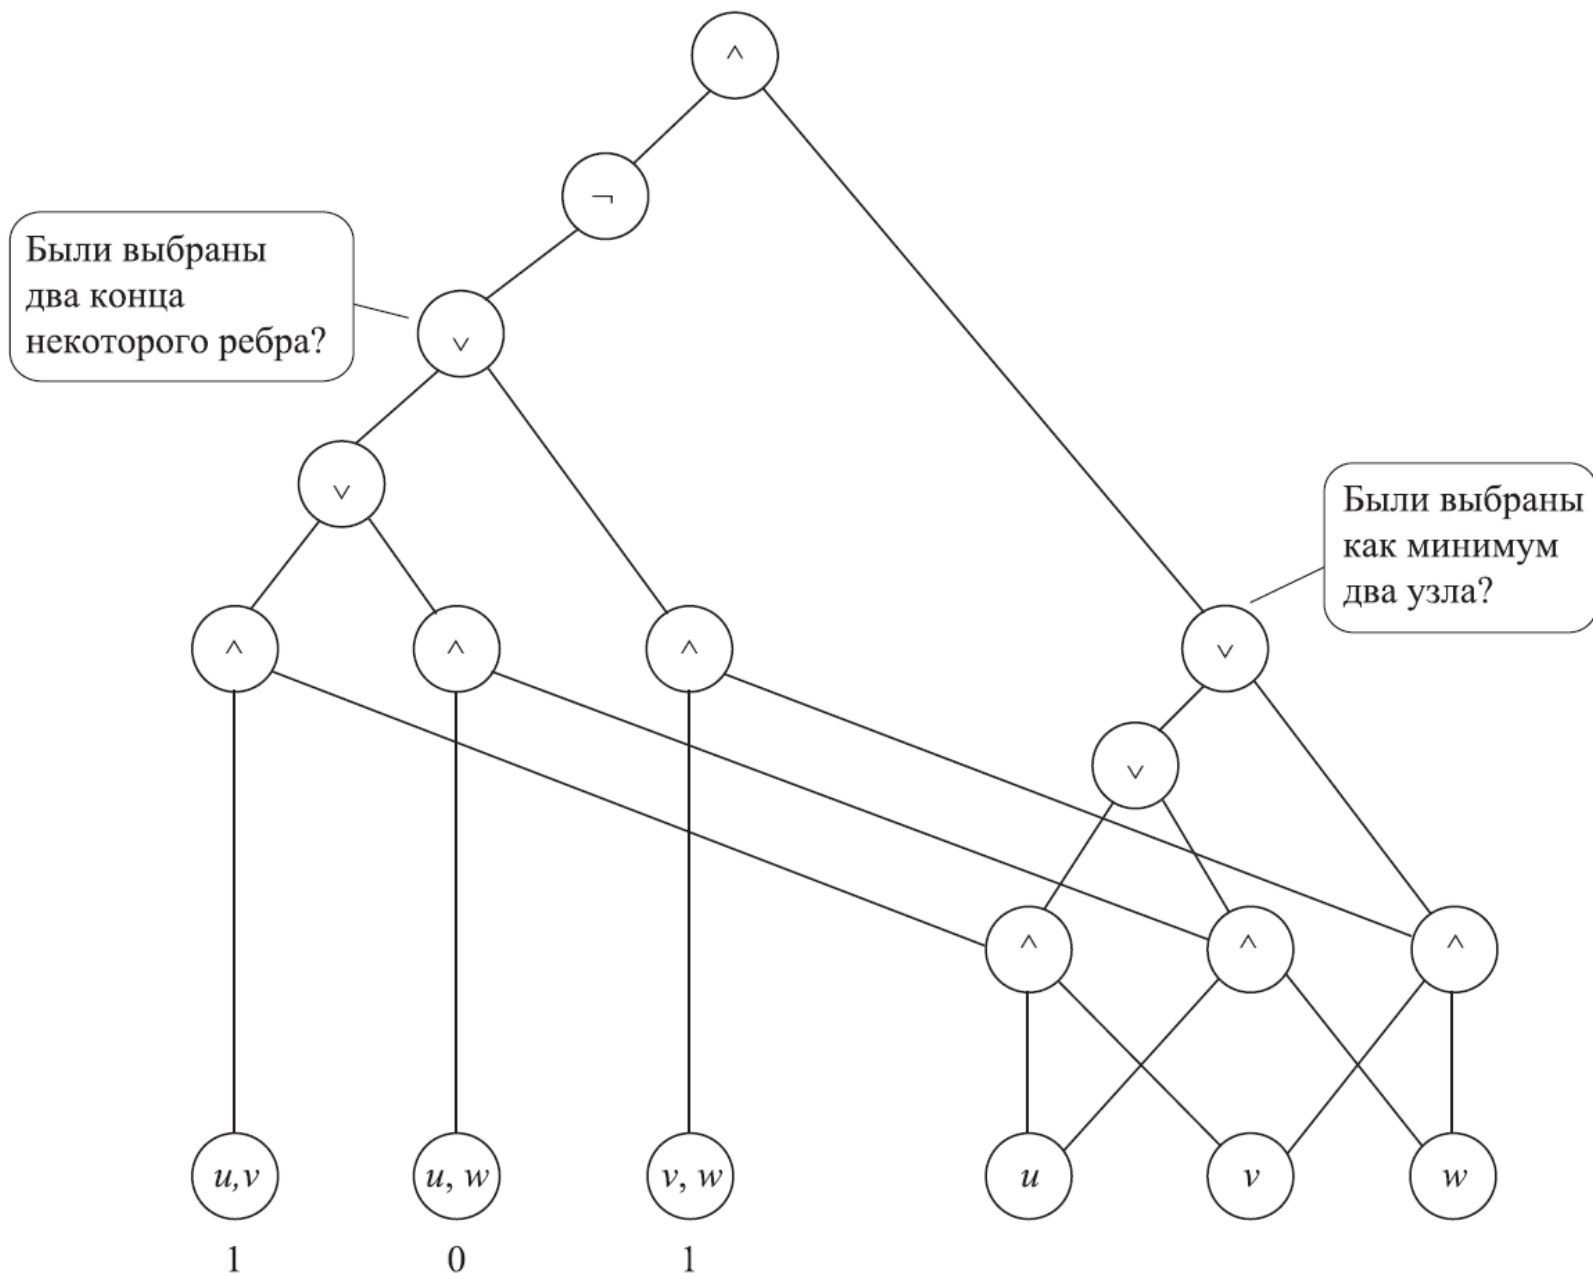 ∧
¬
Были выбраны
два конца
некоторого ребра?
∨
∨
Были выбраны
как минимум
два узла?
∧ ∧ ∧ ∨
∨
∧ ∧ ∧
u,v u, w v, w u v w
1 0 1